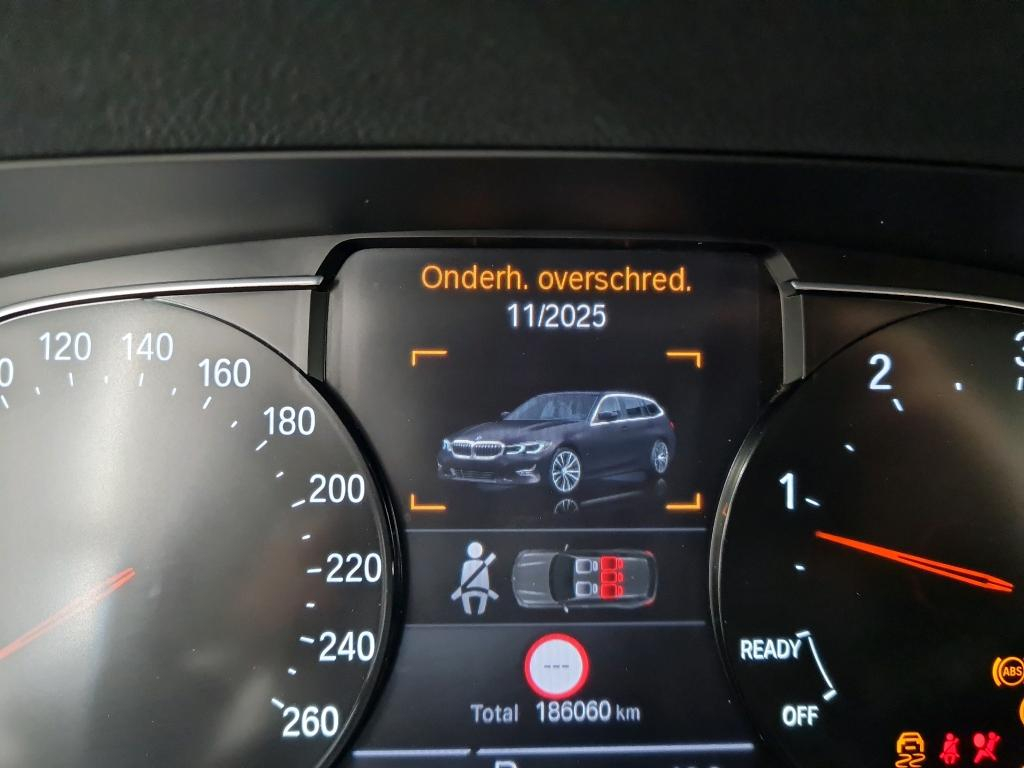 Onderh. overschred.
11/2025
120
140
160
180
200
220
240
260
1
2
READY
OFF
ABS
---
Total 186060 km